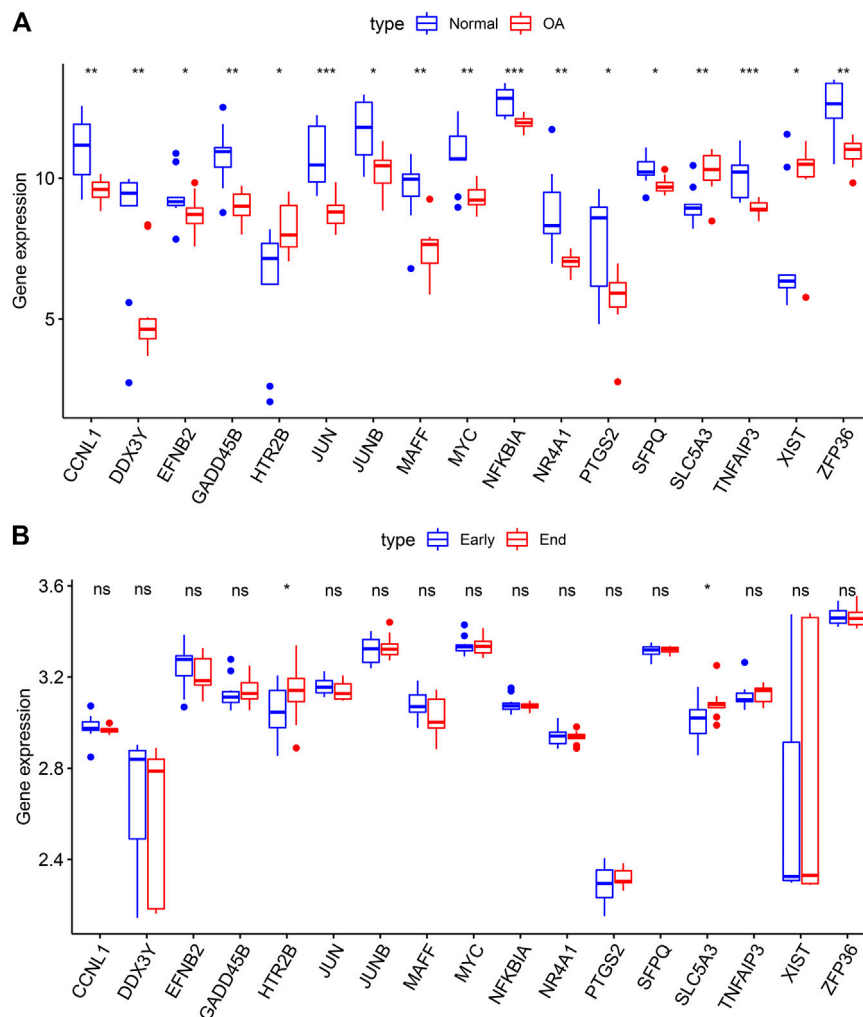 A
type Normal OA
** ** * ** * *** * ** ** *** ** * * ** *** * **
Gene expression
10
5
CCNL1 DDX3Y EFNB2 GADD45B HTR2B JUN JUNB MAFF MYC NFKBIA NR4A1 PTGS2 SFPQ SLC5A3 TNFAIP3 XIST ZFP36
B
type Early End
ns ns ns ns * ns ns ns ns ns ns ns ns * ns ns ns
Gene expression
3.6
3.2
2.8
2.4
CCNL1 DDX3Y EFNB2 GADD45B HTR2B JUN JUNB MAFF MYC NFKBIA NR4A1 PTGS2 SFPQ SLC5A3 TNFAIP3 XIST ZFP36